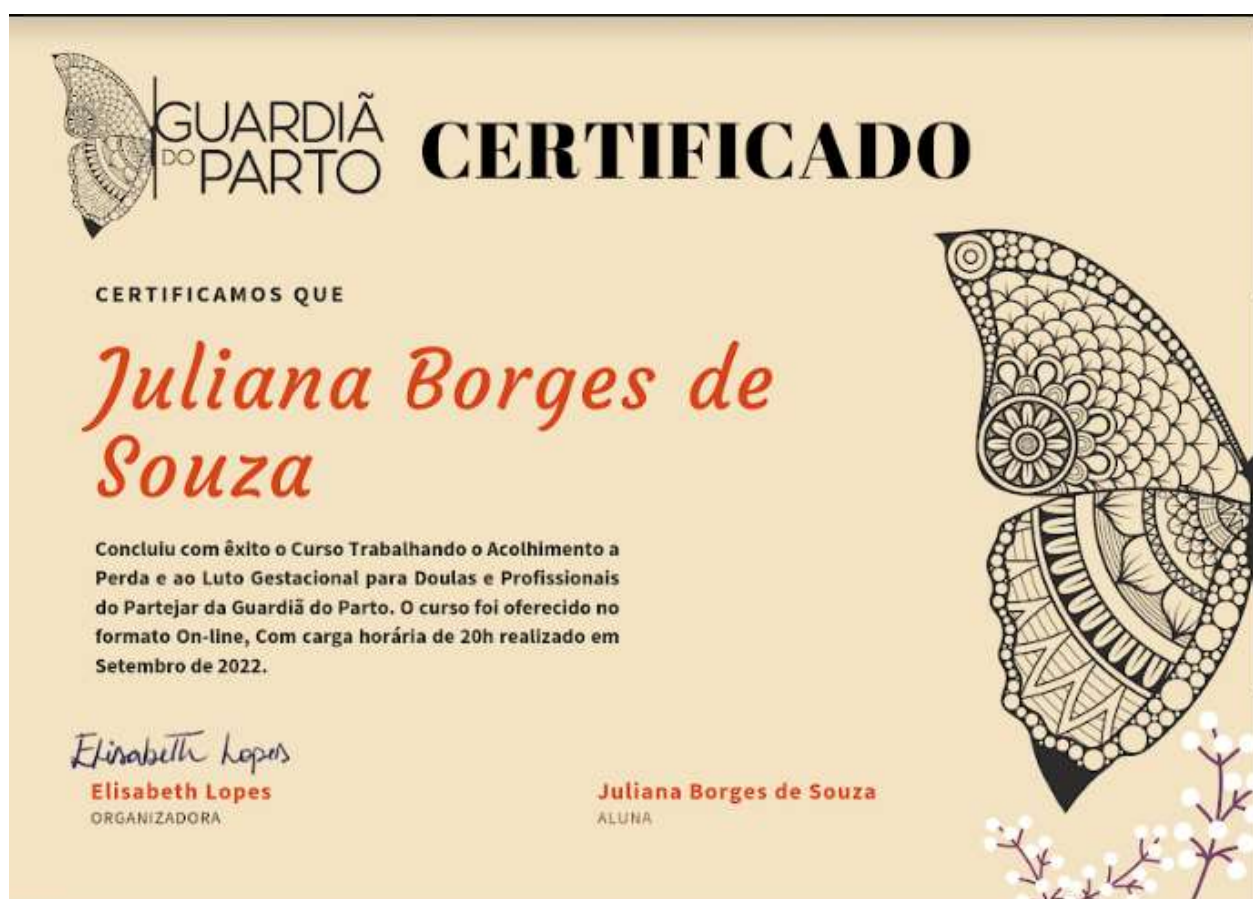 GUARDIÃ
DO PARTO
CERTIFICADO
CERTIFICAMOS QUE
Juliana Borges de
Souza
Concluiu com êxito o Curso Trabalhando o Acolhimento a
Perda e ao Luto Gestacional para Doulas e Profissionais
do Partejar da Guardiã do Parto. O curso foi oferecido no
formato On-line, Com carga horária de 20h realizado em
Setembro de 2022.
Elisabeth Lopes
Elisabeth Lopes
ORGANIZADORA
Juliana Borges de Souza
ALUNA